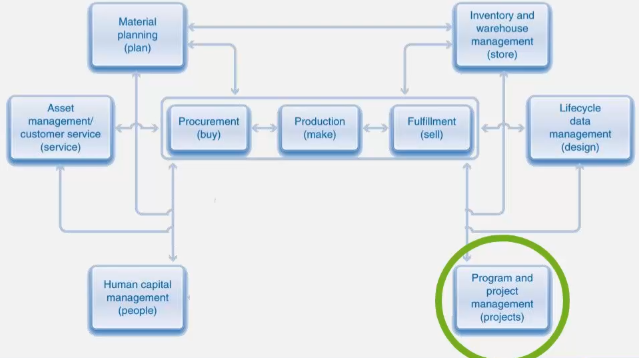 Material
planning
(plan)
Inventory and
warehouse
management
(store)
Asset
management/
customer service
(service)
Procurement
(buy)
Production
(make)
Fulfillment
(sell)
Lifecycle
data
management
(design)
Human capital
management
(people)
Program and
project
management
(projects)